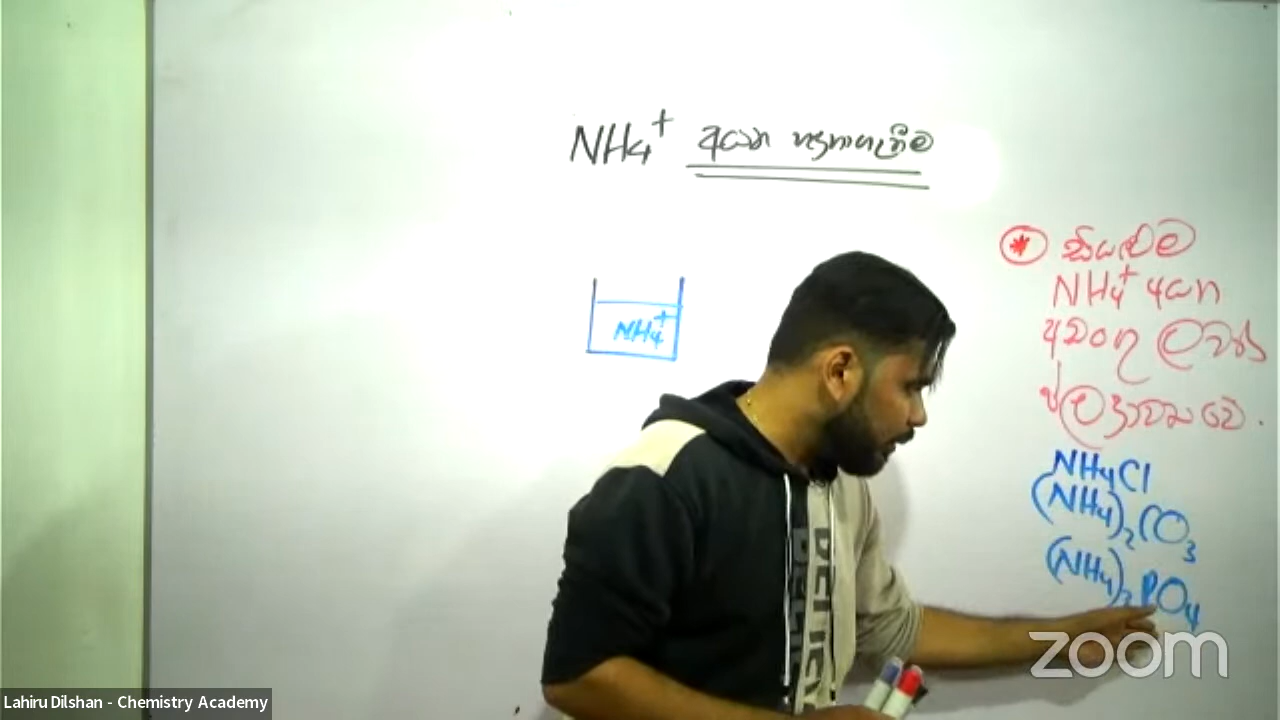 NH₄⁺ අයන හඳුනාගැනීම
NH₄⁺
* සියළුම
NH₄⁺ අයන
අඩංගු ලවණ
ජලද්‍රාව්‍ය වේ.
NH₄Cl
(NH₄)₂CO₃
(NH₄)₃PO₄
zoom
Lahiru Dilshan - Chemistry Academy